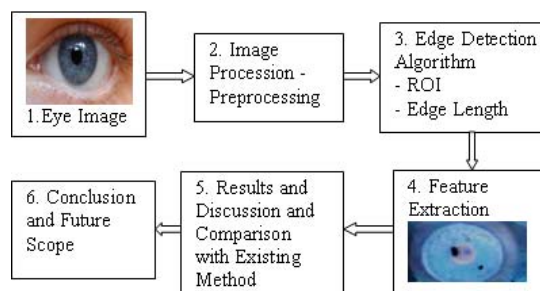 1.Eye Image
2. Image
Procession -
Preprocessing
3. Edge Detection
Algorithm
- ROI
- Edge Length
4. Feature
Extraction
5. Results and
Discussion and
Comparison
with Existing
Method
6. Conclusion
and Future
Scope